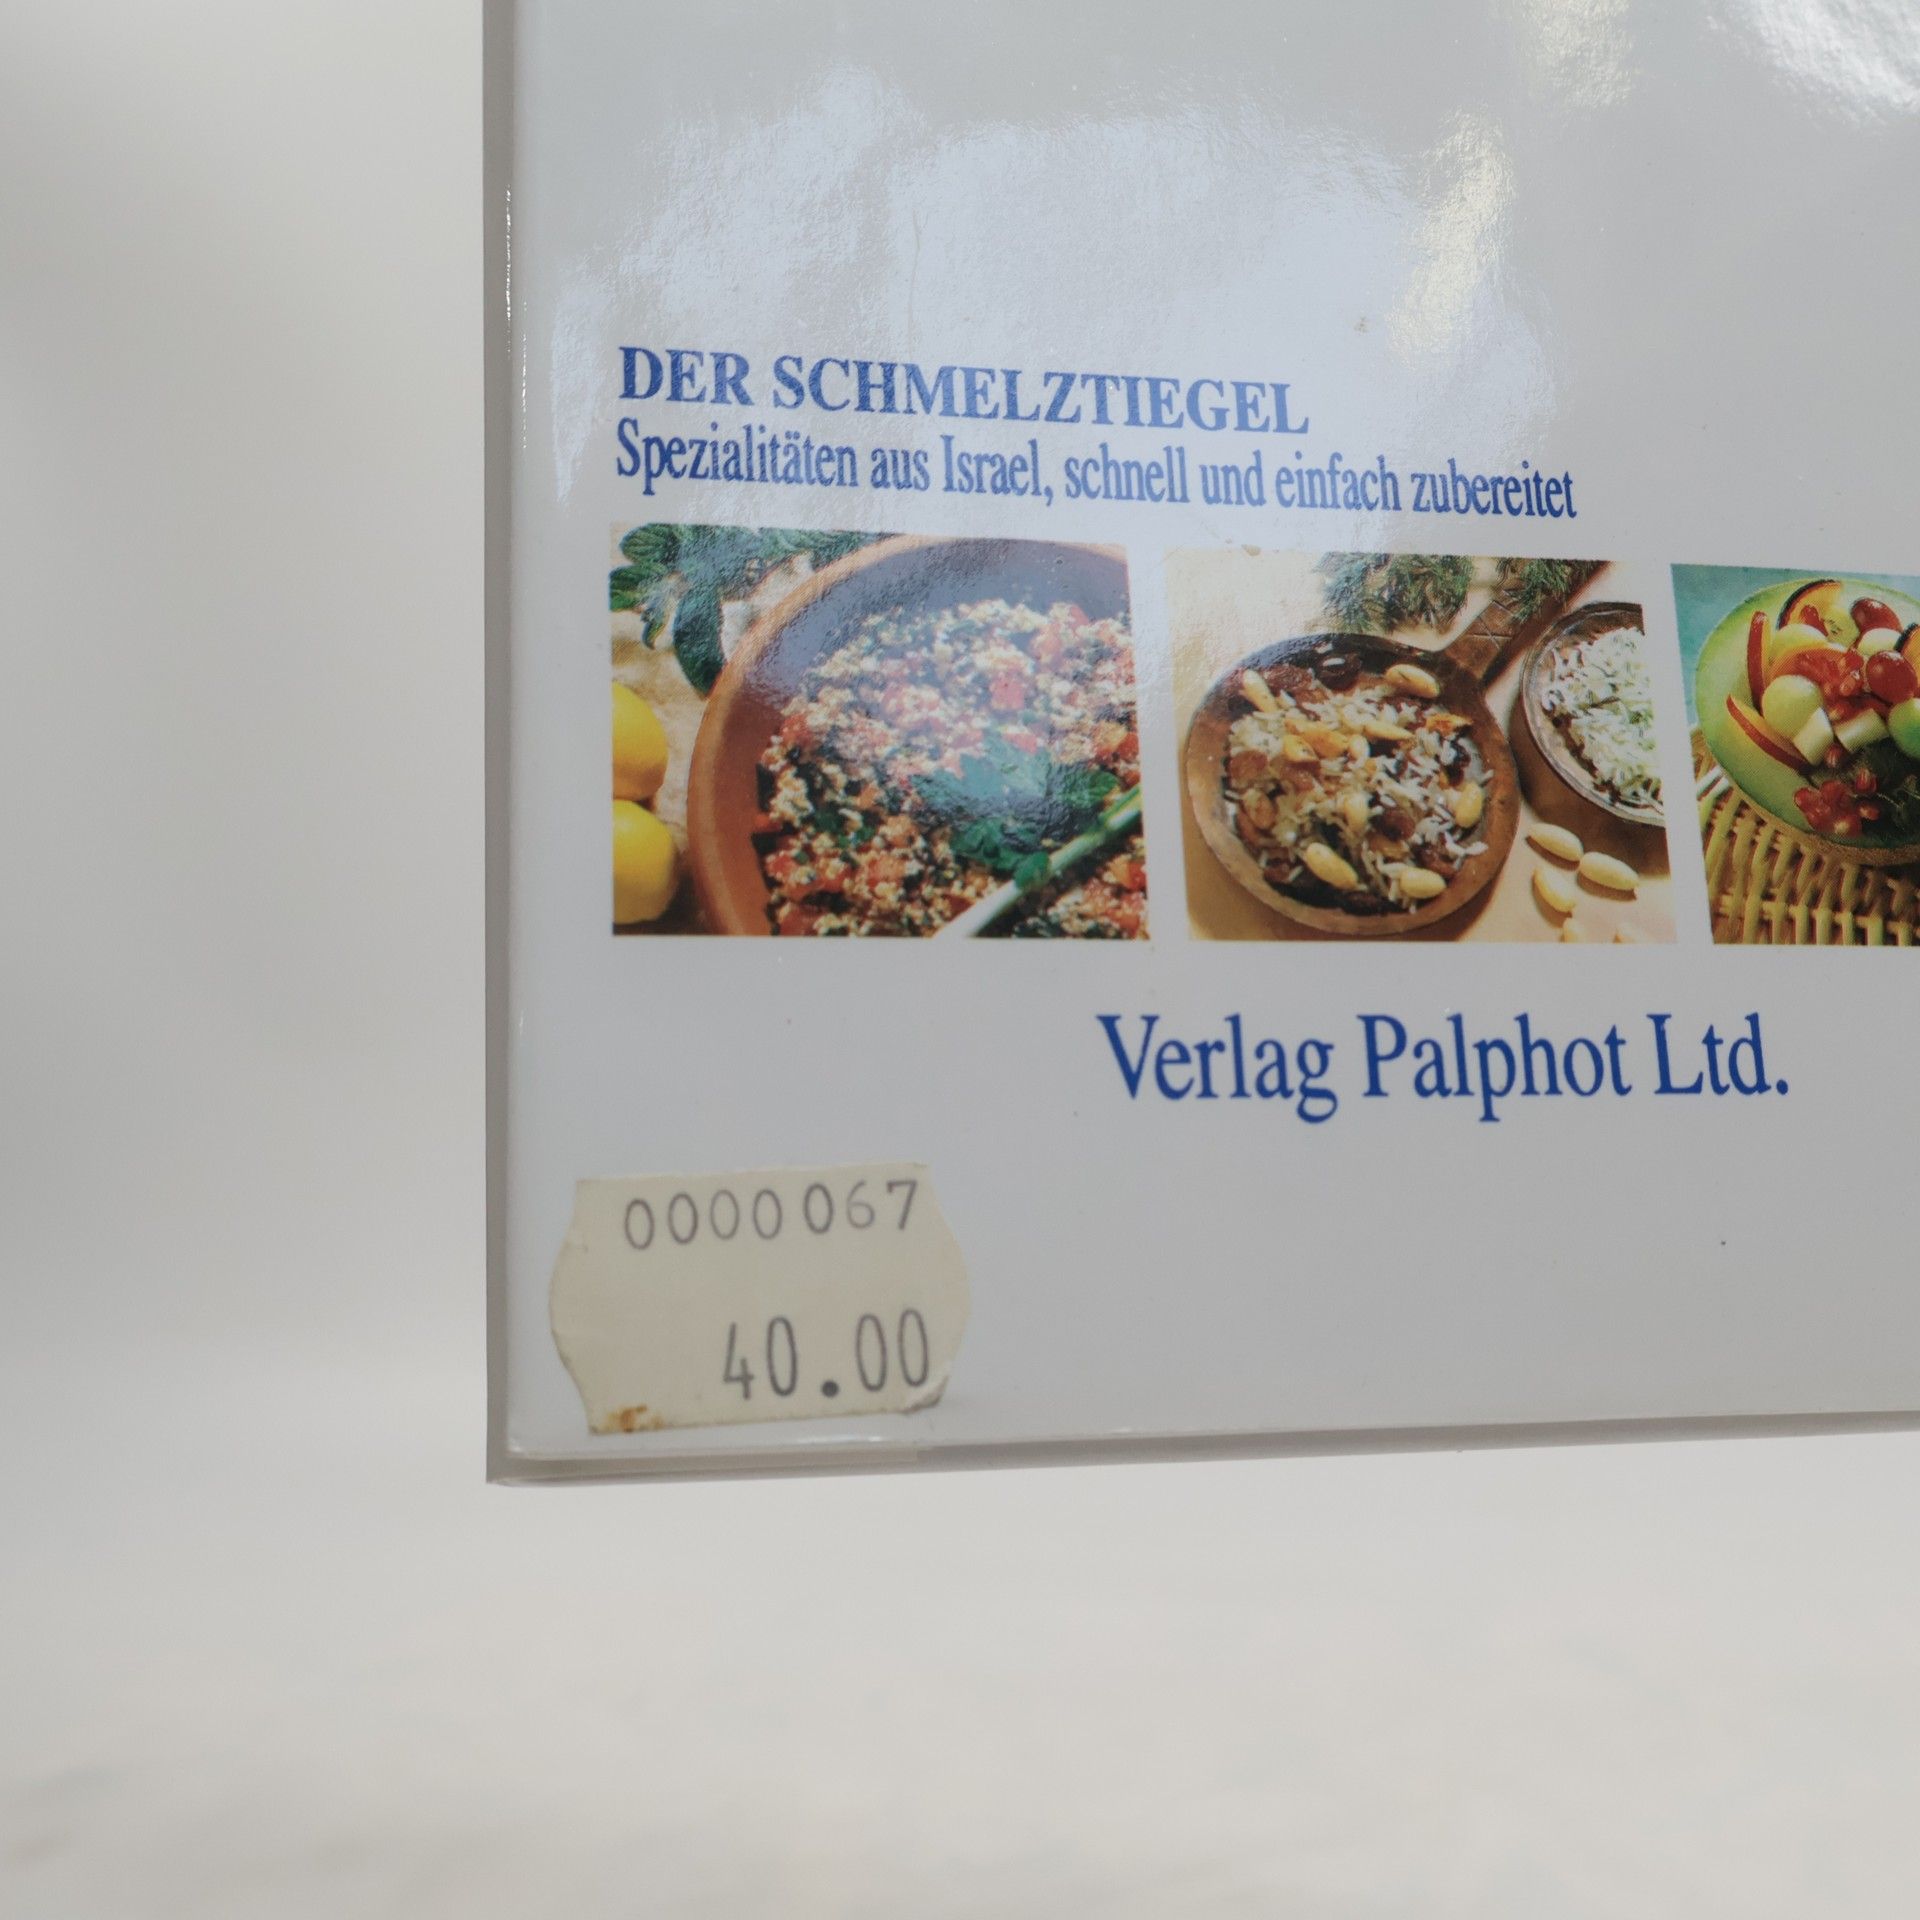 DER SCHMELZTIEGEL
Spezialitäten aus Israel, schnell und einfach zubereitet
Verlag Palphot Ltd.
0000067
40.00